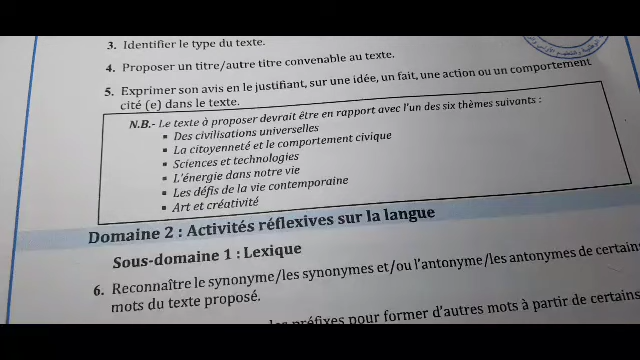 3. Identifier le type du texte.
4. Proposer un titre/autre titre convenable au texte.
5. Exprimer son avis en le justifiant, sur une idée, un fait, une action ou un comportement
cité (e) dans le texte.
N.B.- Le texte à proposer devrait être en rapport avec l'un des six thèmes suivants :
▪ Des civilisations universelles
▪ La citoyenneté et le comportement civique
▪ Sciences et technologies
▪ L'énergie dans notre vie
▪ Les défis de la vie contemporaine
▪ Art et créativité
Domaine 2 : Activités réflexives sur la langue
Sous-domaine 1 : Lexique
6. Reconnaître le synonyme/les synonymes et/ou l'antonyme/les antonymes de certains
mots du texte proposé.
préfixes pour former d'autres mots à partir de certains